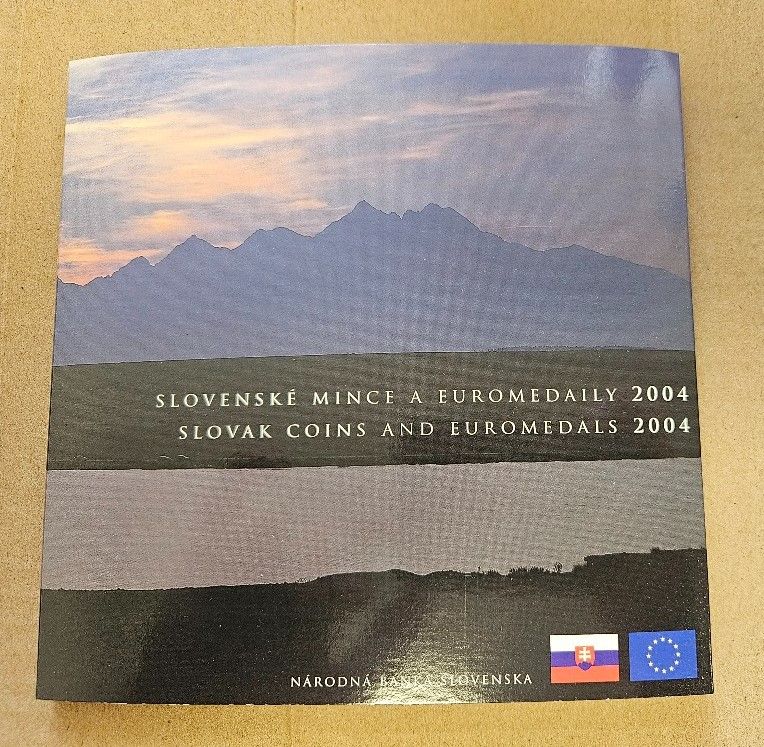 SLOVENSKÉ MINCE A EUROMEDAILY 2004
SLOVAK COINS AND EUROMEDALS 2004
NÁRODNÁ BANKA SLOVENSKA